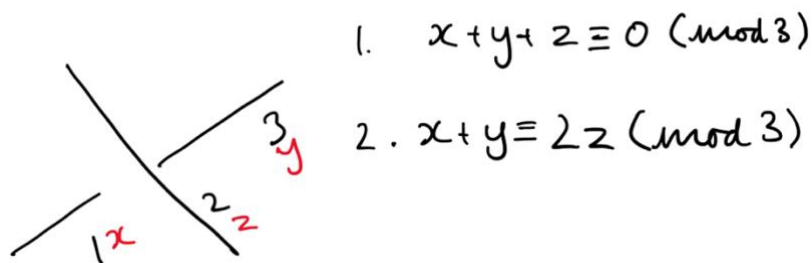 1. x + y + z ≡ 0 (mod 3)
3 y
2. x + y ≡ 2z (mod 3)
2 z
1 x